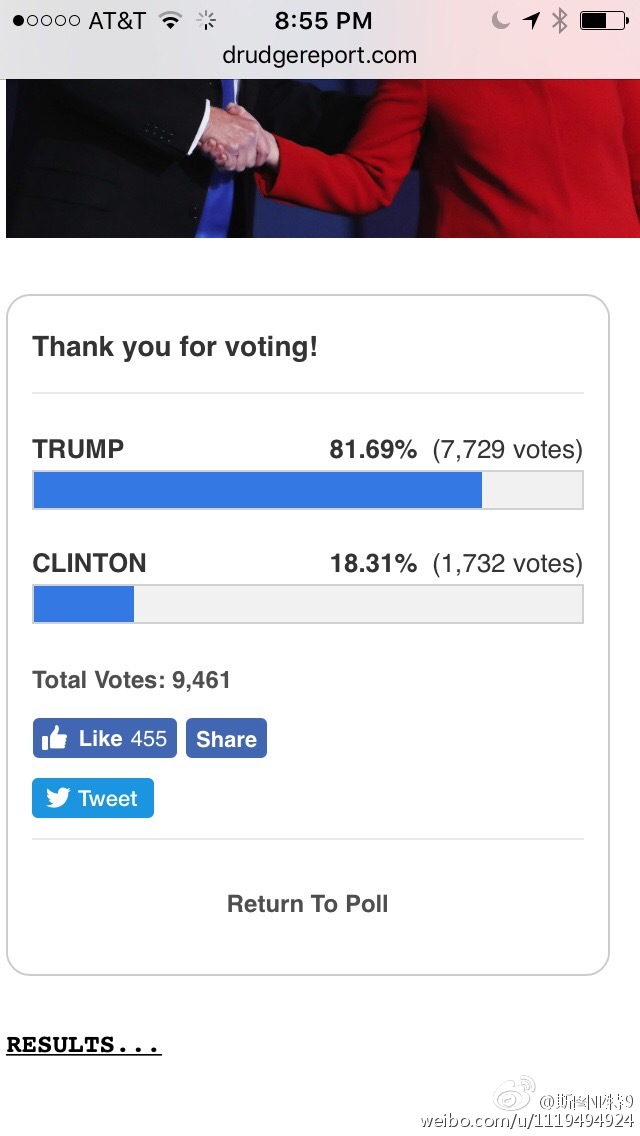 AT&T 8:55 PM
drudgereport.com
Thank you for voting!
TRUMP 81.69% (7,729 votes)
CLINTON 18.31% (1,732 votes)
Total Votes: 9,461
Like 455 Share
Tweet
Return To Poll
RESULTS...
weibo.com/u/1119494924